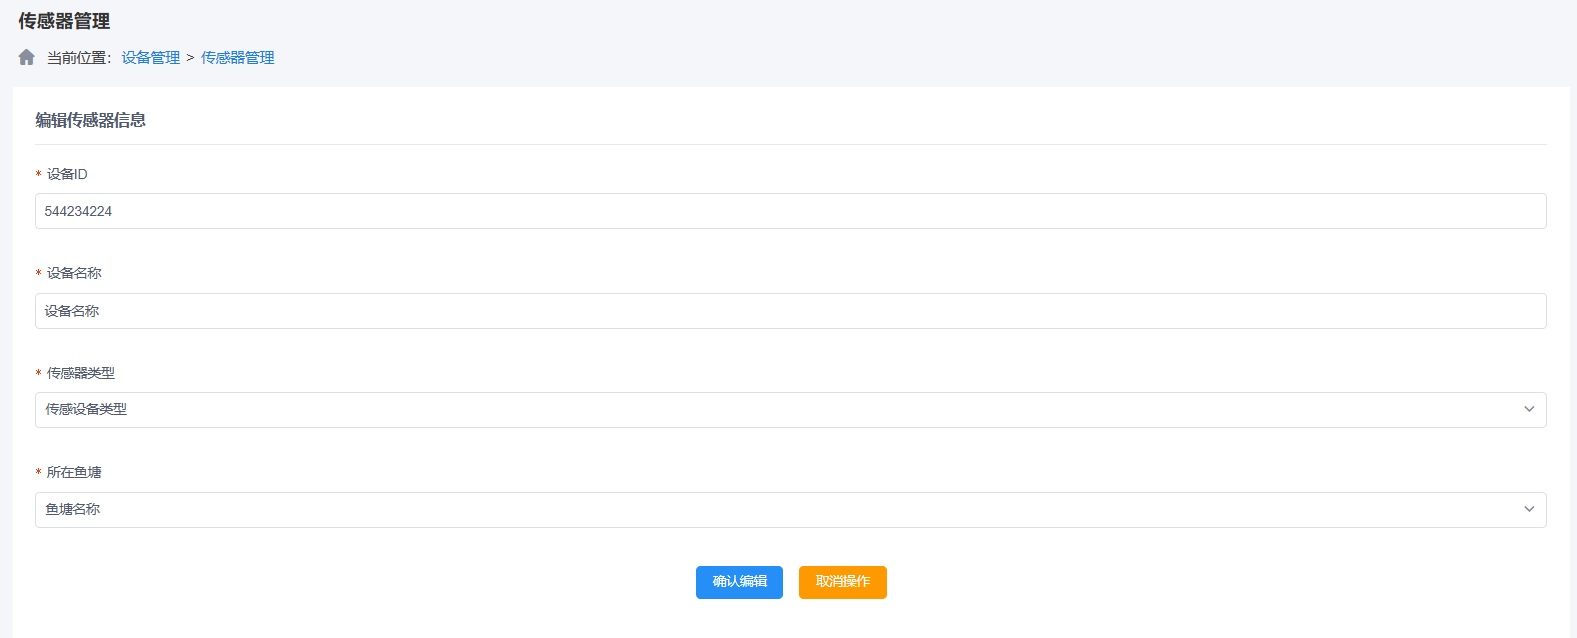 传感器管理
当前位置：设备管理 > 传感器管理
编辑传感器信息
* 设备ID
544234224
* 设备名称
设备名称
* 传感器类型
传感设备类型
* 所在鱼塘
鱼塘名称
确认编辑 取消操作